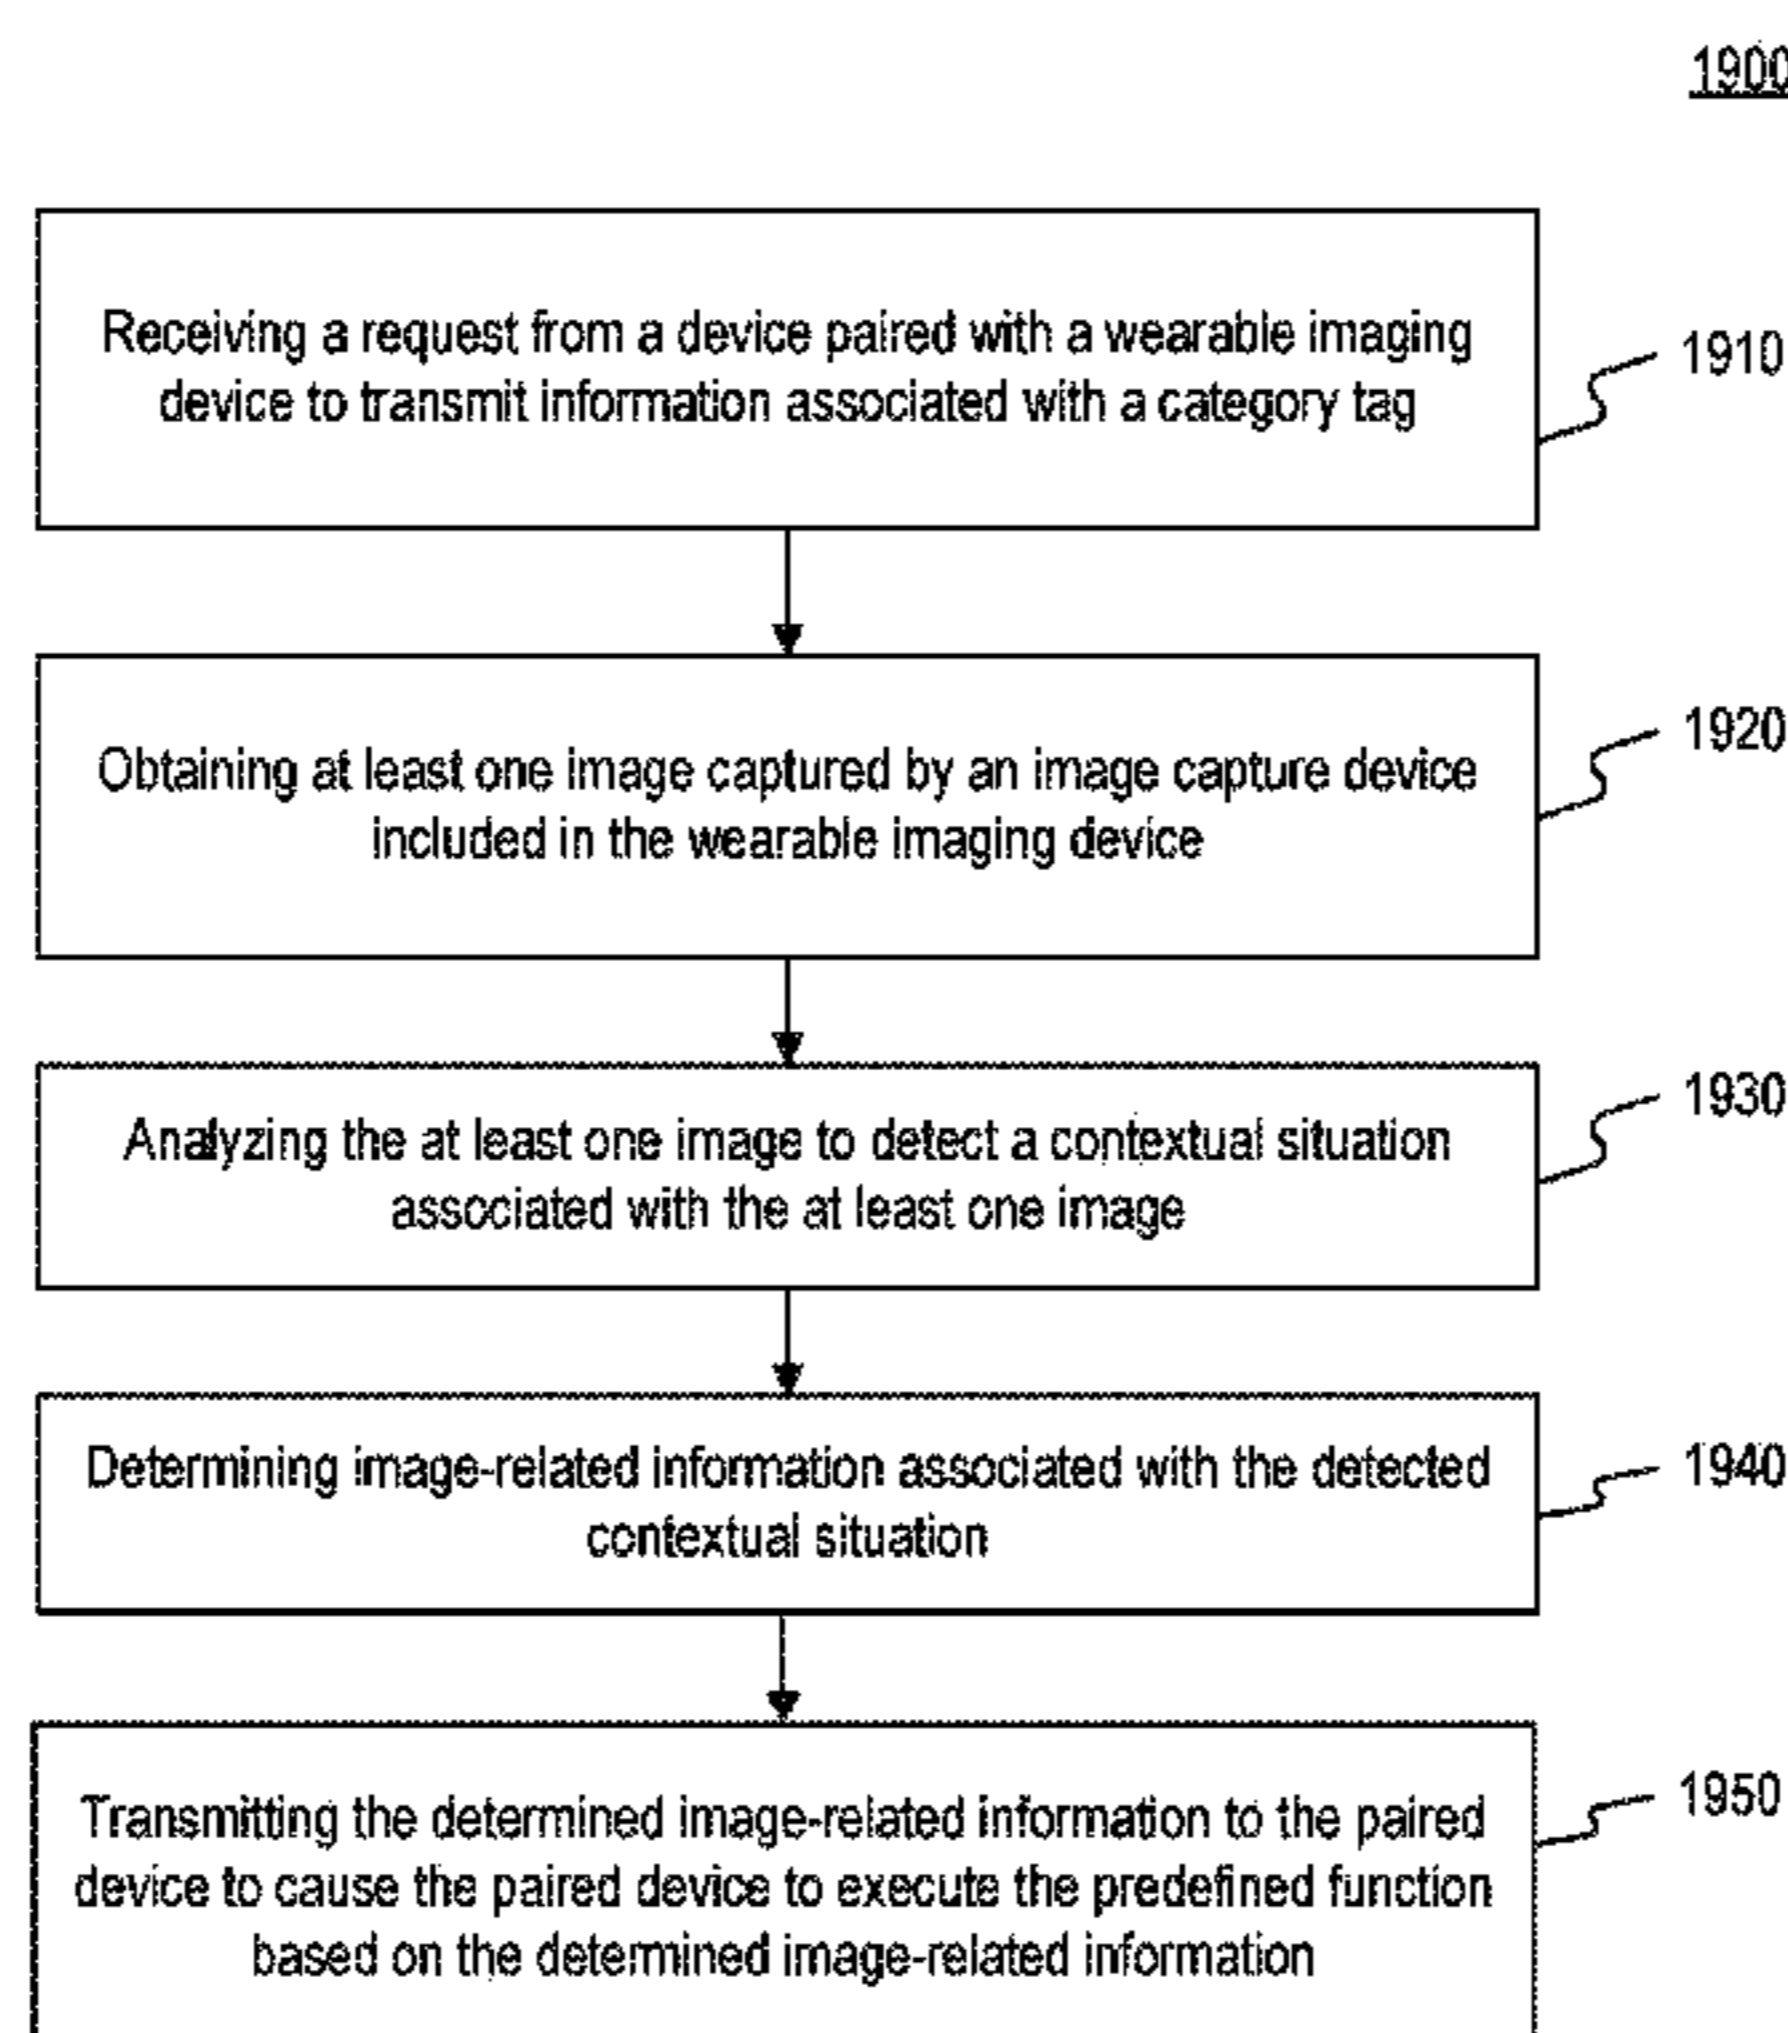 1900
Receiving a request from a device paired with a wearable imaging
device to transmit information associated with a category tag
1910
Obtaining at least one image captured by an image capture device
included in the wearable imaging device
1920
Analyzing the at least one image to detect a contextual situation
associated with the at least one image
1930
Determining image-related information associated with the detected
contextual situation
1940
Transmitting the determined image-related information to the paired
device to cause the paired device to execute the predefined function
based on the determined image-related information
1950